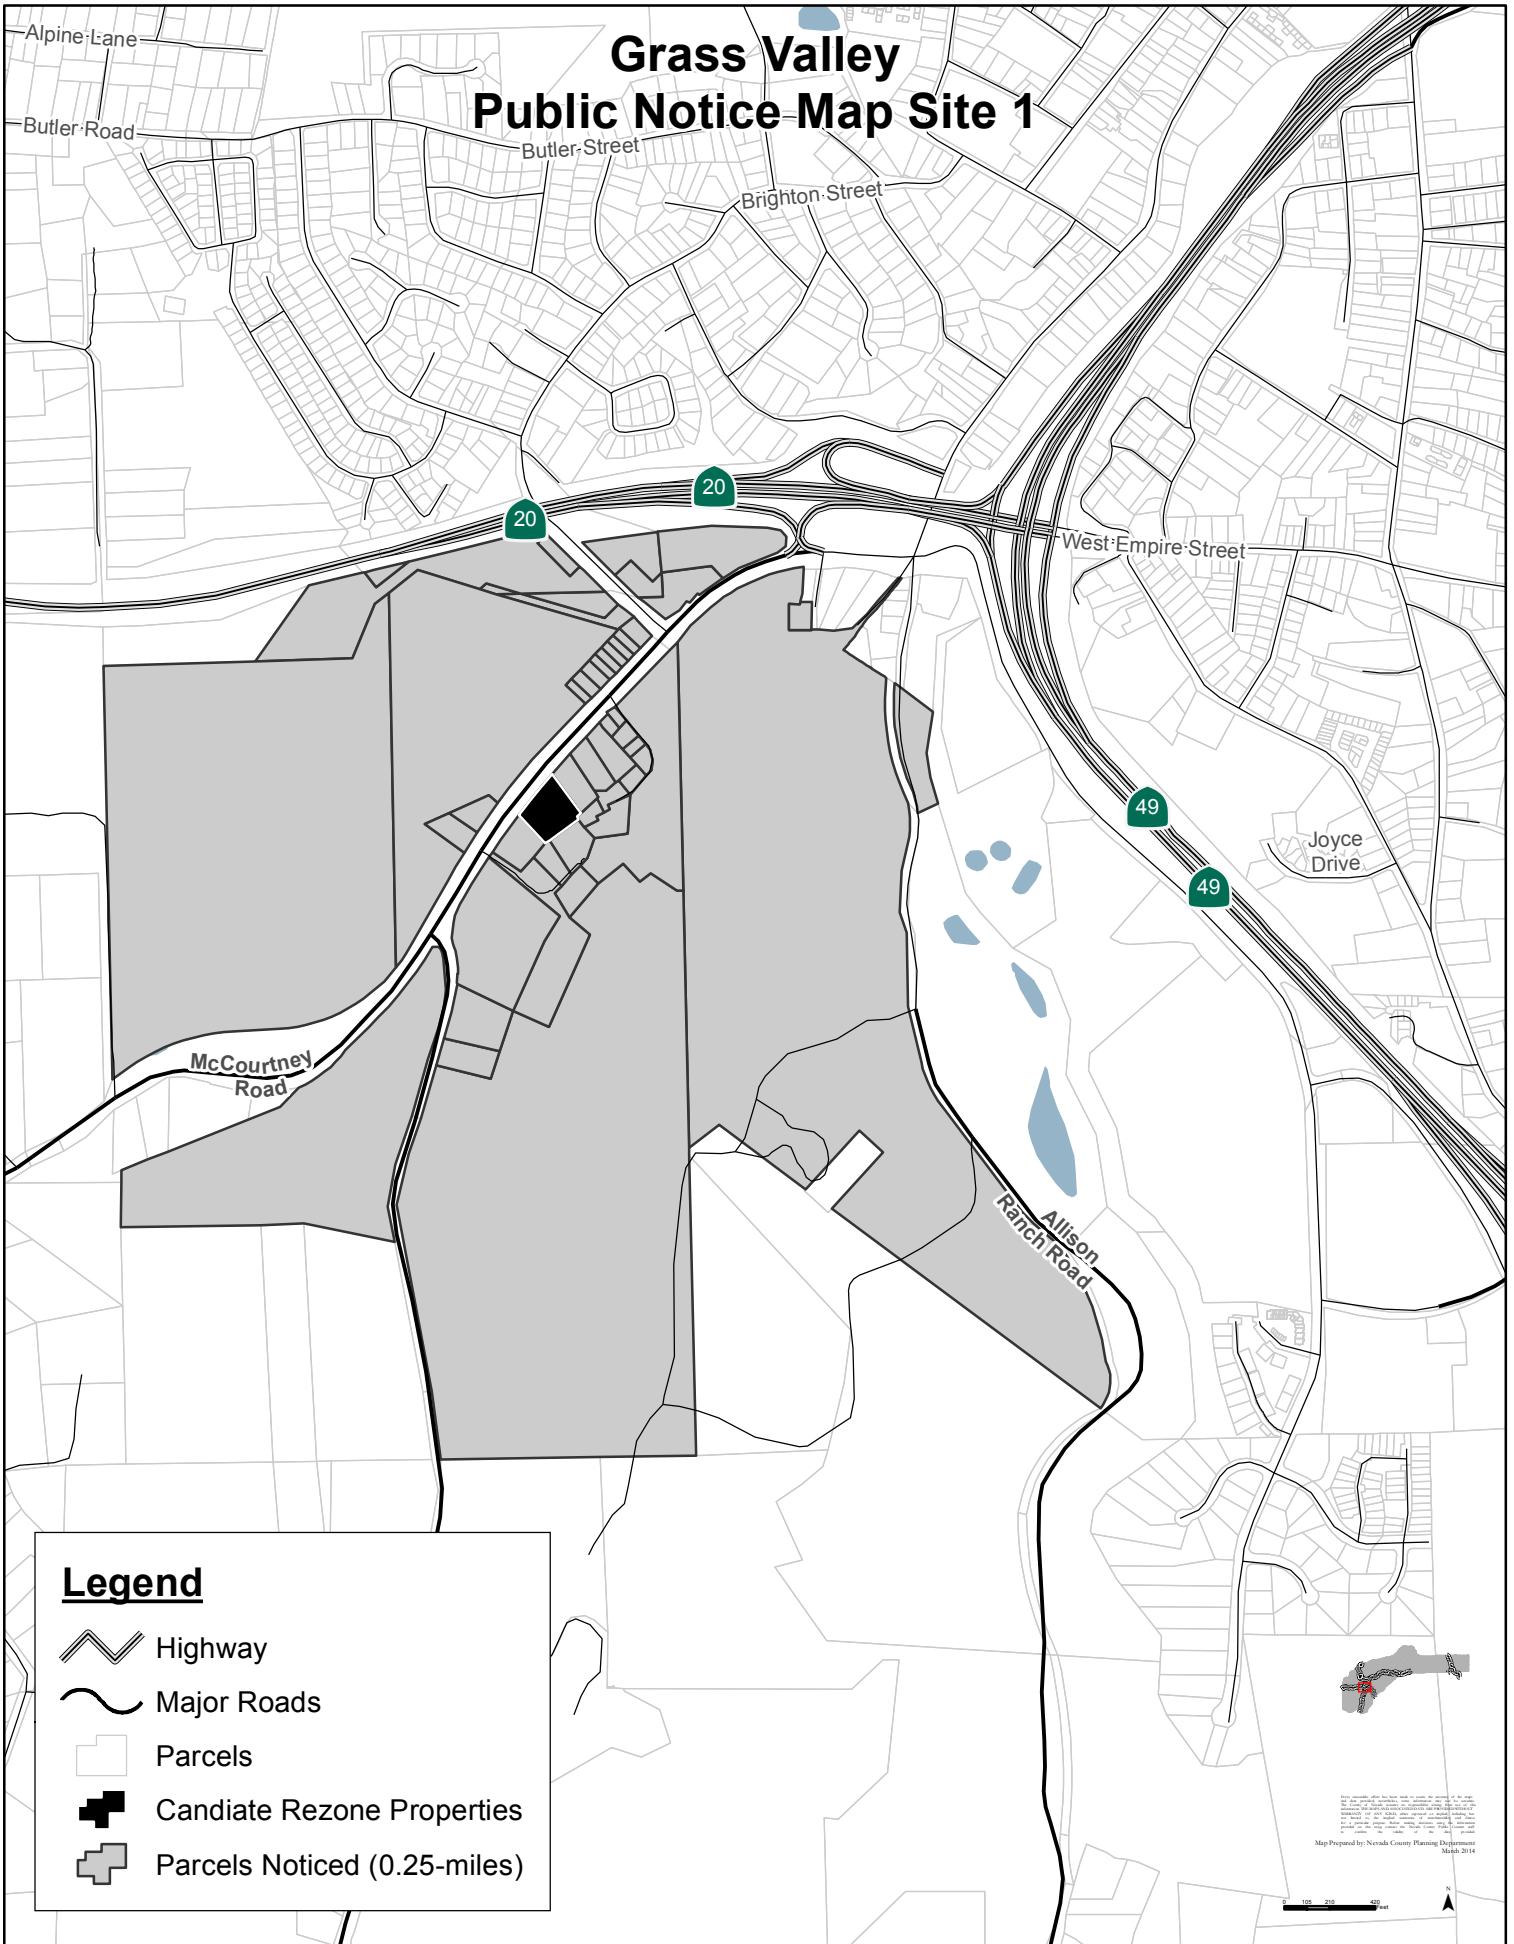 Grass Valley
Public Notice Map Site 1
Alpine Lane
Butler Road
Butler Street
Brighton Street
20
20
West Empire Street
49
Joyce
Drive
49
McCourtney
Road
Allison
Ranch Road
Legend
Highway
Major Roads
Parcels
Candiate Rezone Properties
Parcels Noticed (0.25-miles)
Map Prepared by: Nevada County Planning Department
March 2014
N
0 105 210 420
Feet